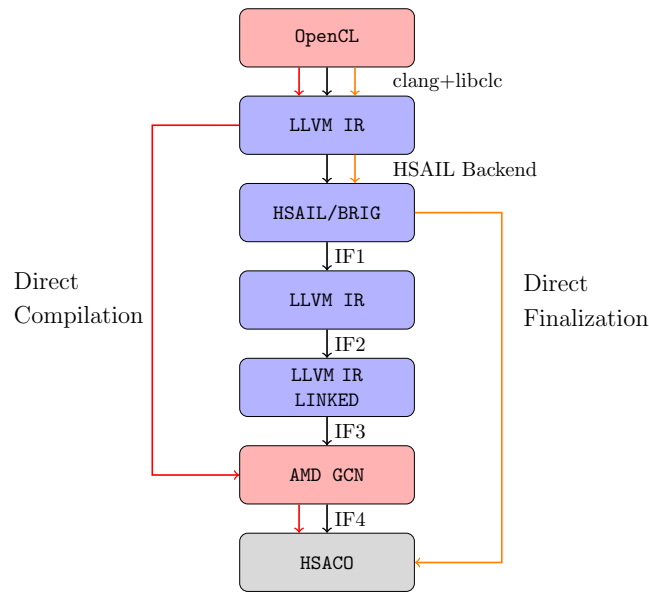 OpenCL
clang+libclc
LLVM IR
HSAIL Backend
HSAIL/BRIG
IF1
Direct
Compilation
LLVM IR
Direct
Finalization
IF2
LLVM IR
LINKED
IF3
AMD GCN
IF4
HSACO